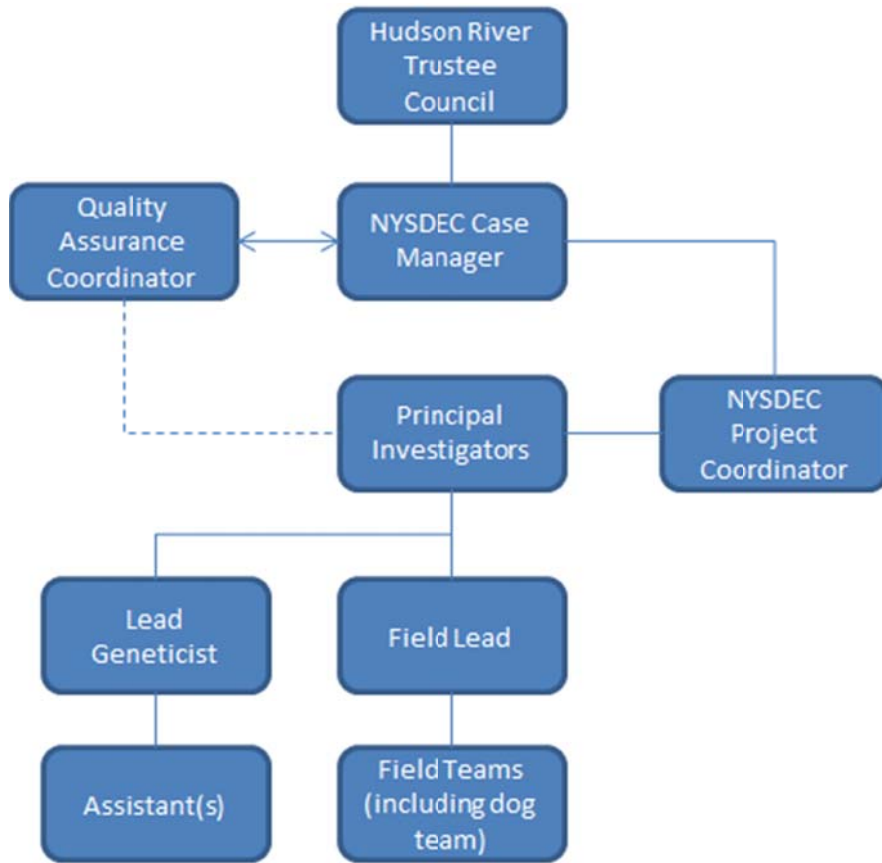 Hudson River
Trustee
Council
Quality
Assurance
Coordinator
NYSDEC Case
Manager
Principal
Investigators
NYSDEC
Project
Coordinator
Lead
Geneticist
Field Lead
Assistant(s)
Field Teams
(including dog
team)